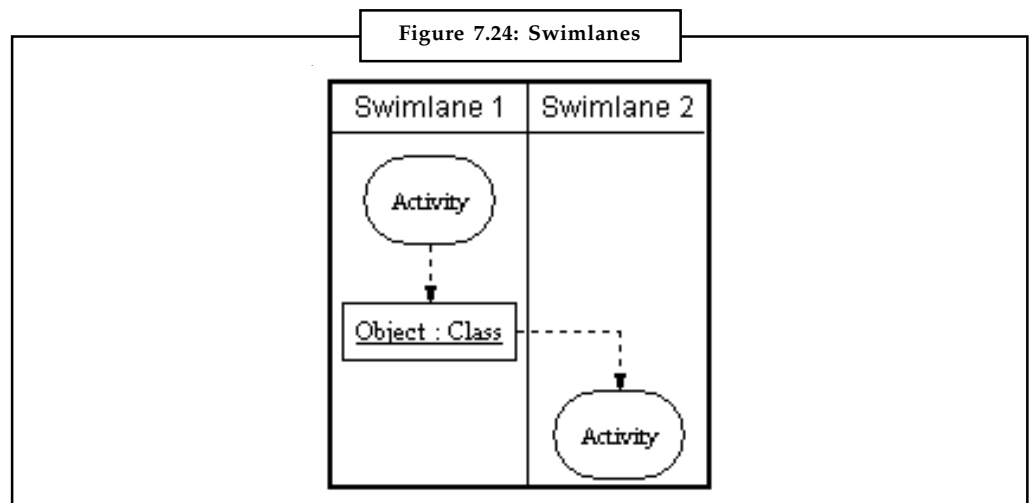 Figure 7.24: Swimlanes
Swimlane 1
Swimlane 2
Activity
Object : Class
Activity